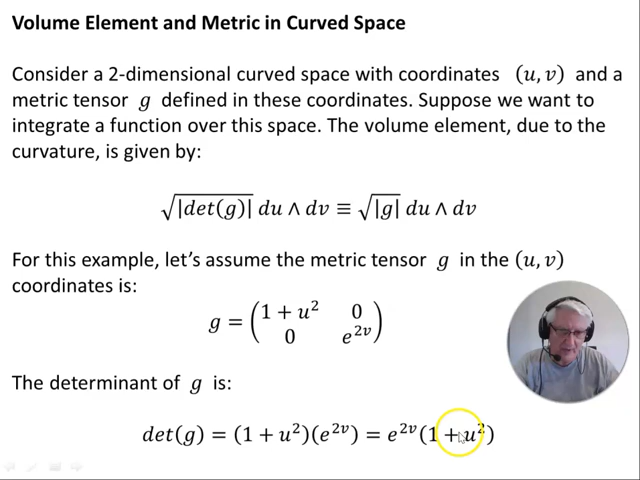 Volume Element and Metric in Curved Space
Consider a 2-dimensional curved space with coordinates (u, v) and a
metric tensor g defined in these coordinates. Suppose we want to
integrate a function over this space. The volume element, due to the
curvature, is given by:
√|det(g)| du ∧ dv ≡ √|g| du ∧ dv
For this example, let's assume the metric tensor g in the (u, v)
coordinates is:
g = (1 + u² 0
0 e²ᵛ)
The determinant of g is:
det(g) = (1 + u²)(e²ᵛ) = e²ᵛ(1 + u²)